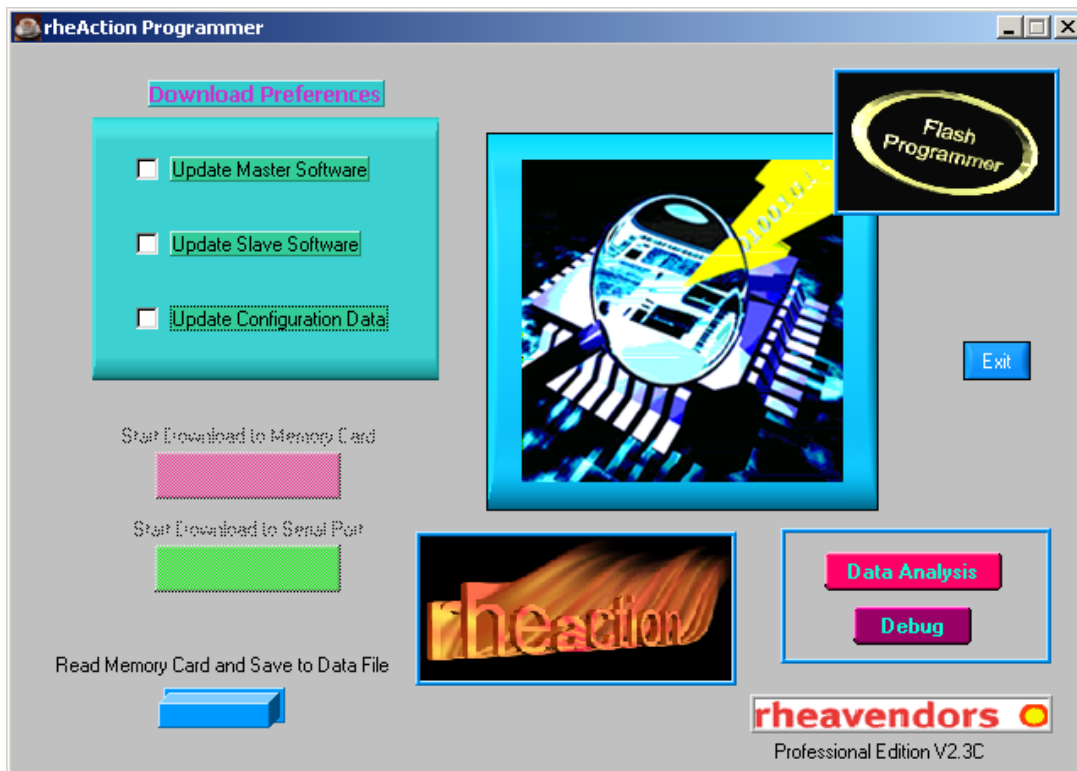 rheAction Programmer
Download Preferences
Update Master Software
Update Slave Software
Update Configuration Data
Flash
Programmer
01001011
Exit
Start Download to Memory Card
Start Download to Serial Port
rheaction
Data Analysis
Debug
Read Memory Card and Save to Data File
rheavendors
Professional Edition V2.3C